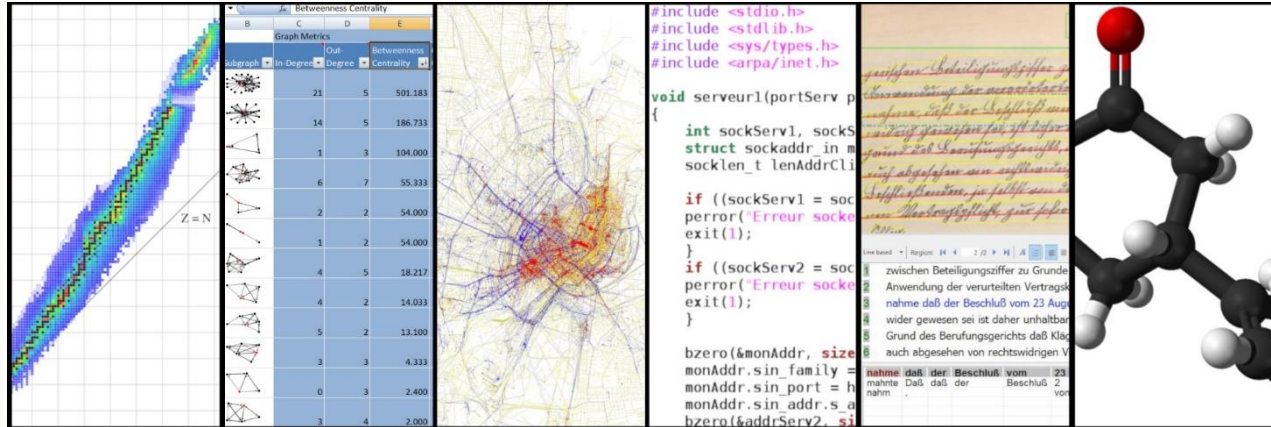 Z = N
fx Betweenness Centrality
B C D E
Graph Metrics
Subgraph In-Degree Out-Degree Betweenness Centrality
21 5 501.183
14 5 186.733
1 3 104.000
6 7 55.333
2 2 54.000
1 2 54.000
4 5 18.217
4 2 14.033
5 2 13.100
3 3 4.333
0 3 2.400
3 4 2.000
#include <stdio.h>
#include <stdlib.h>
#include <sys/types.h>
#include <arpa/inet.h>
void serveur1(portServ p
{
int sockServ1, sockS
struct sockaddr_in m
socklen_t lenAddrCli
if ((sockServ1 = soc
perror("Erreur socke
exit(1);
}
if ((sockServ2 = soc
perror("Erreur socke
exit(1);
}
bzero(&monAddr, size
monAddr.sin_family =
monAddr.sin_port = h
monAddr.sin_addr.s_a
bzero(&addrServ2, si
Line based Region: 2 /2
1 zwischen Beteiligungsziffer zu Grunde
2 Anwendung der verurteilten Vertragsk
3 nahme daß der Beschluß vom 23 Augu
4 wider gewesen sei ist daher unhaltbar
5 Grund des Berufungsgerichts daß Kläg
6 auch abgesehen von rechtswidrigen V
nahme daß der Beschluß vom 23
mahnte Daß daß der Beschluß 2
nahm . von